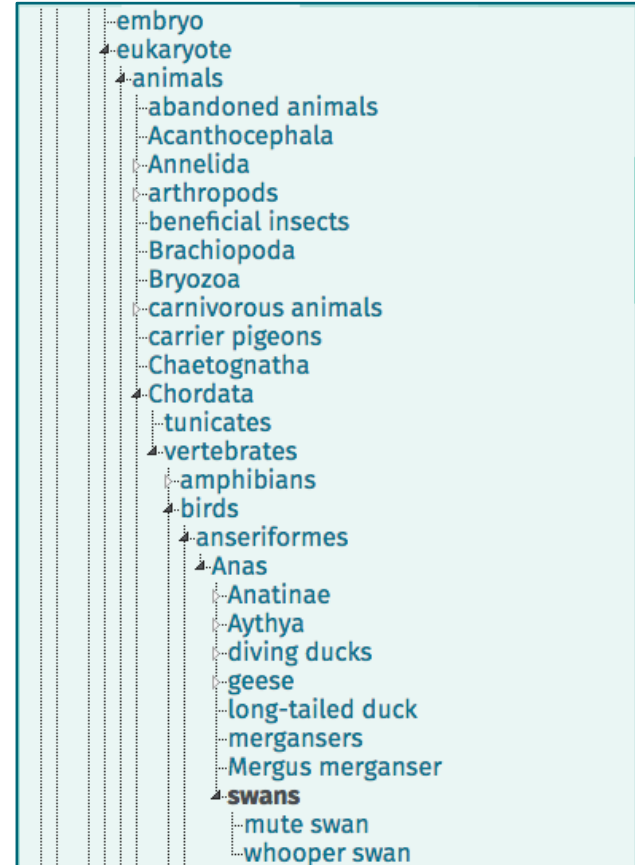 embryo
eukaryote
animals
abandoned animals
Acanthocephala
Annelida
arthropods
beneficial insects
Brachiopoda
Bryozoa
carnivorous animals
carrier pigeons
Chaetognatha
Chordata
tunicates
vertebrates
amphibians
birds
anseriformes
Anas
Anatinae
Aythya
diving ducks
geese
long-tailed duck
mergansers
Mergus merganser
swans
mute swan
whooper swan